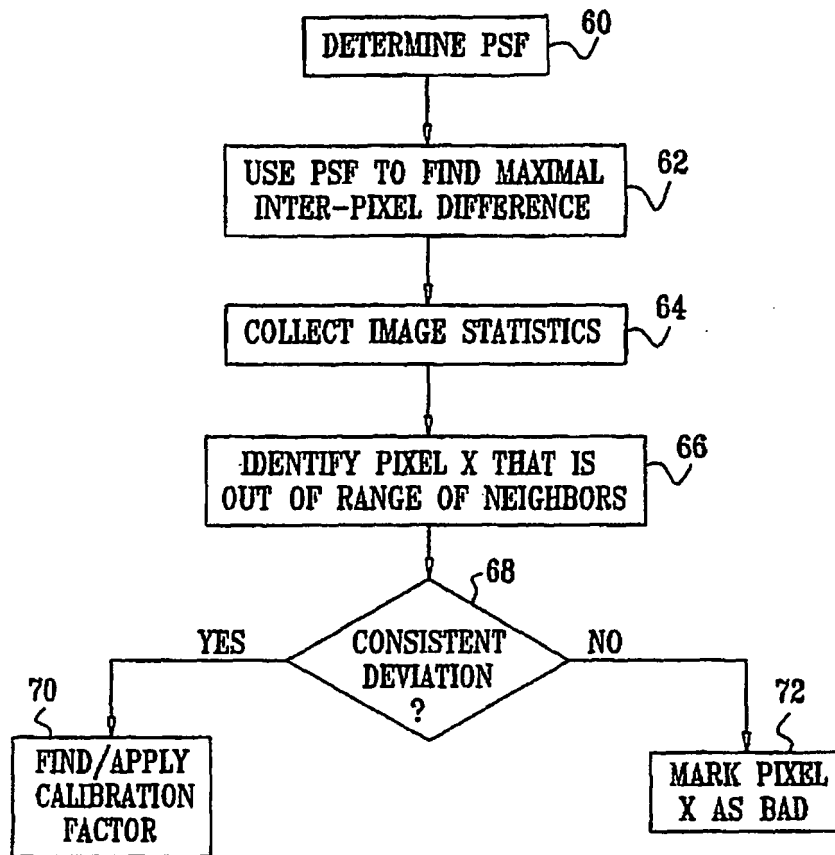 DETERMINE PSF
60
USE PSF TO FIND MAXIMAL
INTER-PIXEL DIFFERENCE
62
COLLECT IMAGE STATISTICS
64
IDENTIFY PIXEL X THAT IS
OUT OF RANGE OF NEIGHBORS
66
68
CONSISTENT
DEVIATION
?
YES
NO
70
FIND/APPLY
CALIBRATION
FACTOR
72
MARK PIXEL
X AS BAD